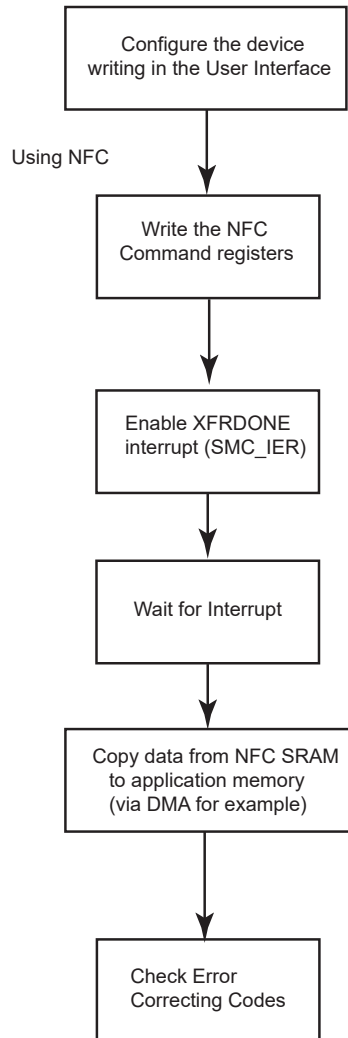 Configure the device
writing in the User Interface
Using NFC
Write the NFC
Command registers
Enable XFRDONE
interrupt (SMC_IER)
Wait for Interrupt
Copy data from NFC SRAM
to application memory
(via DMA for example)
Check Error
Correcting Codes